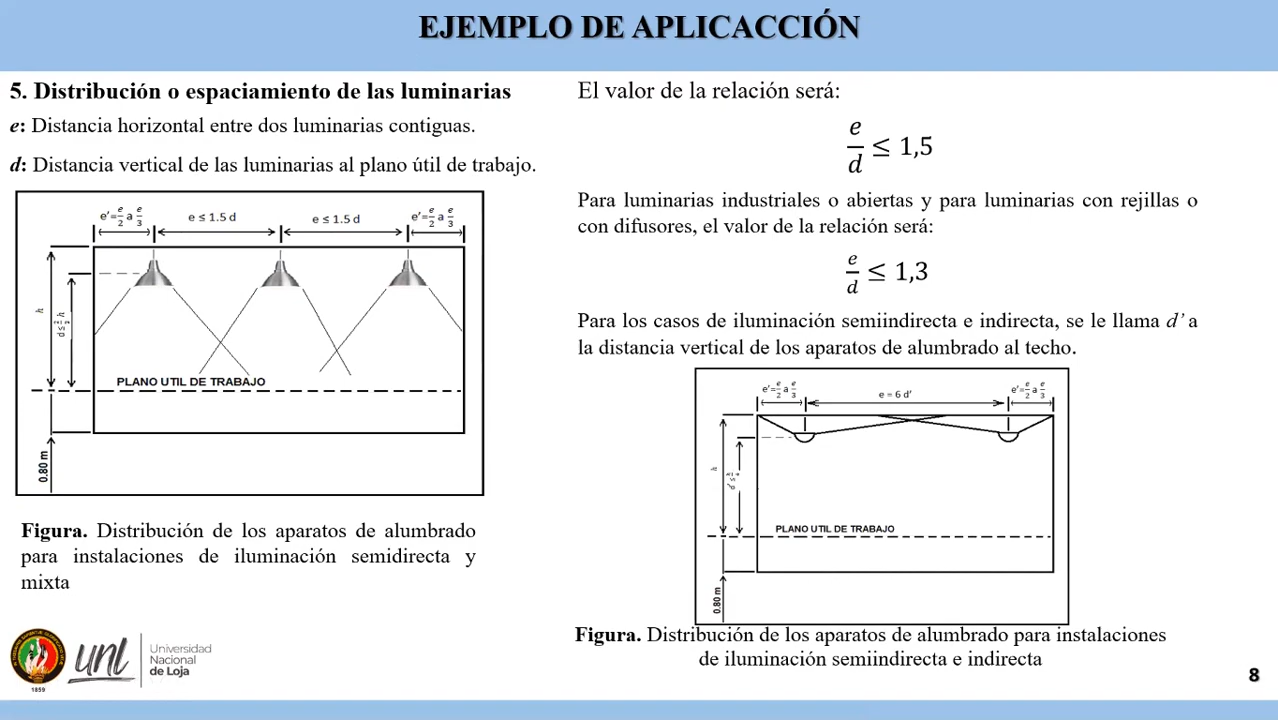 EJEMPLO DE APLICACCIÓN
5. Distribución o espaciamiento de las luminarias
e: Distancia horizontal entre dos luminarias contiguas.
d: Distancia vertical de las luminarias al plano útil de trabajo.
e'=e/2 a e/3
e ≤ 1.5 d
e ≤ 1.5 d
e'=e/2 a e/3
h
PLANO UTIL DE TRABAJO
0.80 m
Figura. Distribución de los aparatos de alumbrado
para instalaciones de iluminación semidirecta y
mixta
El valor de la relación será:
e/d ≤ 1,5
Para luminarias industriales o abiertas y para luminarias con rejillas o
con difusores, el valor de la relación será:
e/d ≤ 1,3
Para los casos de iluminación semiindirecta e indirecta, se le llama d' a
la distancia vertical de los aparatos de alumbrado al techo.
e'=e/2 a e/3
e = 6 d'
e'=e/2 a e/3
h
PLANO UTIL DE TRABAJO
0.80 m
Figura. Distribución de los aparatos de alumbrado para instalaciones
de iluminación semiindirecta e indirecta
1859
unl
Universidad
Nacional
de Loja
8